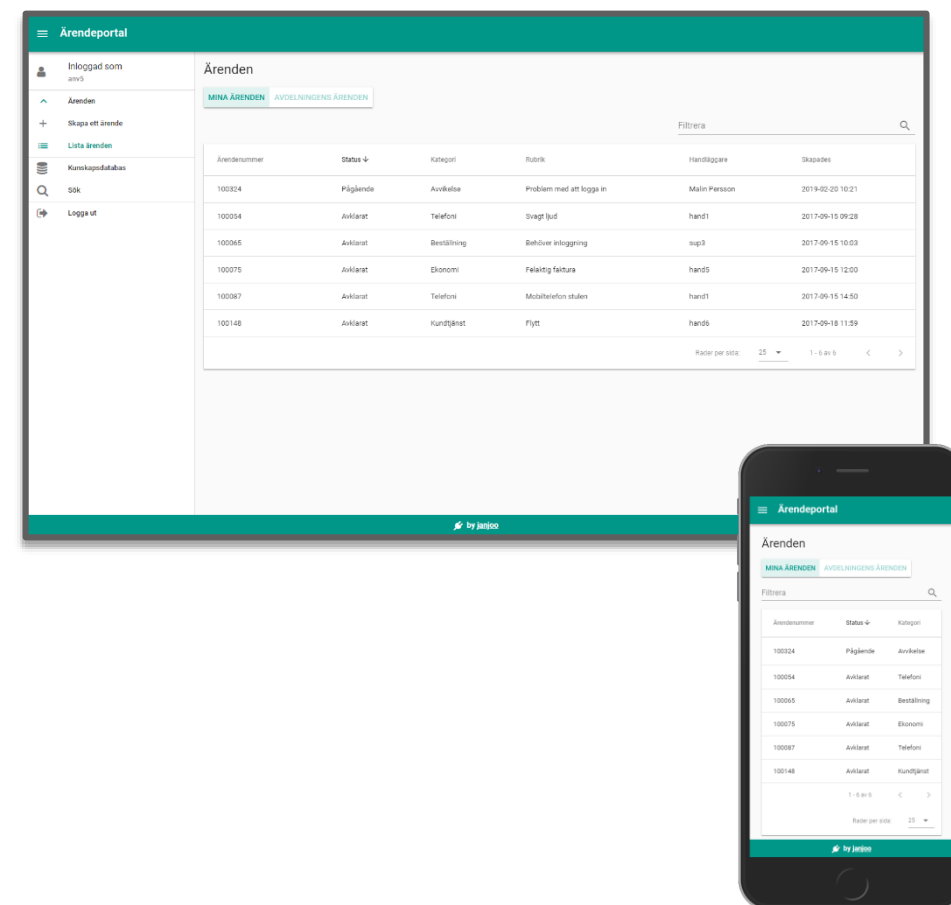 Ärendeportal
Inloggad som
anv5
Ärenden
Skapa ett ärende
Lista ärenden
Kunskapsdatabas
Sök
Logga ut
Ärenden
MINA ÄRENDEN AVDELNINGENS ÄRENDEN
Filtrera
Ärendenummer Status Kategori Rubrik Handläggare Skapades
100324 Pågående Avvikelse Problem med att logga in Malin Persson 2019-02-20 10:21
100054 Avklarat Telefoni Svagt ljud hand1 2017-09-15 09:28
100065 Avklarat Beställning Behöver inloggning sup3 2017-09-15 10:03
100075 Avklarat Ekonomi Felaktig faktura hand5 2017-09-15 12:00
100087 Avklarat Telefoni Mobiltelefon stulen hand1 2017-09-15 14:50
100148 Avklarat Kundtjänst Flytt hand6 2017-09-18 11:59
Rader per sida: 25 1 - 6 av 6
by janjoo
Ärendeportal
Ärenden
MINA ÄRENDEN AVDELNINGENS ÄRENDEN
Filtrera
Ärendenummer Status Kategori
100324 Pågående Avvikelse
100054 Avklarat Telefoni
100065 Avklarat Beställning
100075 Avklarat Ekonomi
100087 Avklarat Telefoni
100148 Avklarat Kundtjänst
1 - 6 av 6
Rader per sida: 25
by janjoo